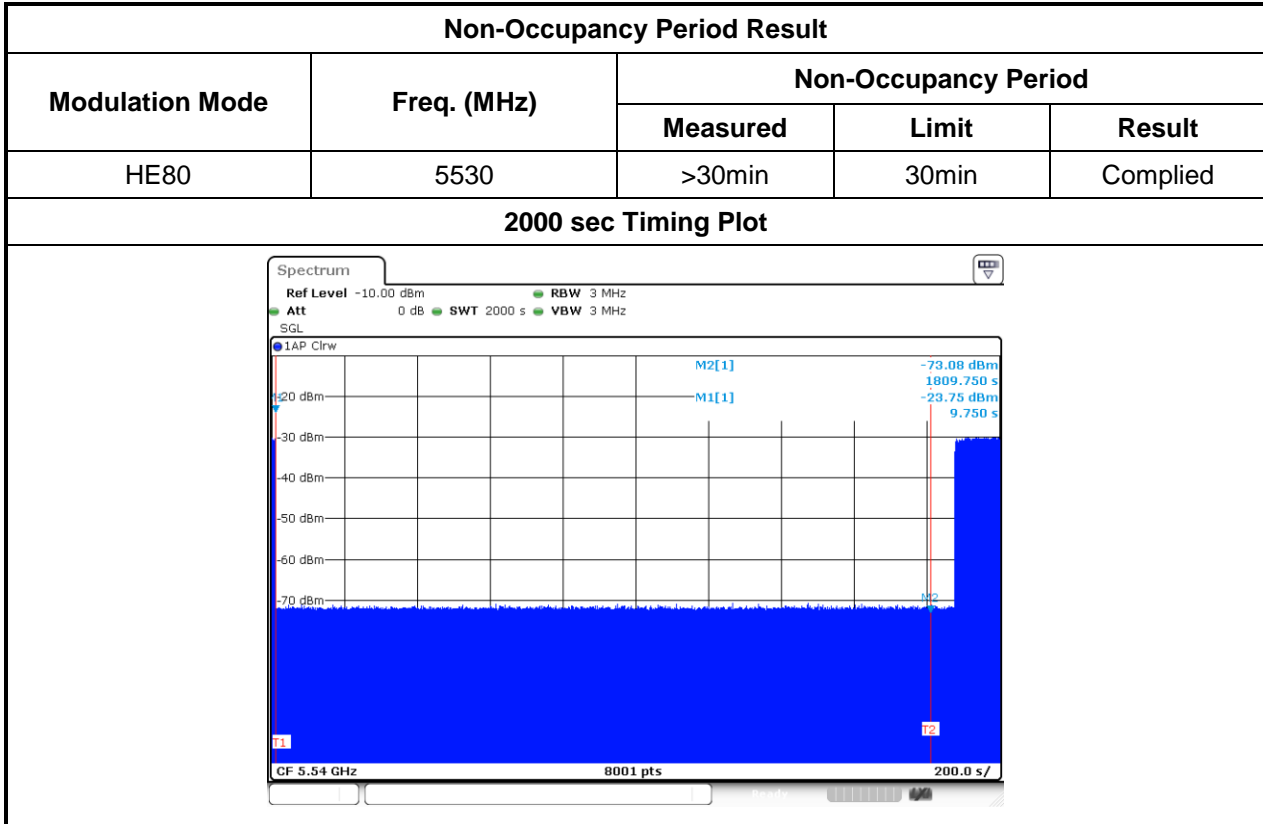 Non-Occupancy Period Result
Modulation Mode
Freq. (MHz)
Non-Occupancy Period
Measured
Limit
Result
HE80
5530
>30min
30min
Complied
2000 sec Timing Plot
Spectrum
Ref Level -10.00 dBm
RBW 3 MHz
Att 0 dB SWT 2000 s VBW 3 MHz
SGL
1AP Clrw
M2[1] -73.08 dBm
1809.750 s
M1[1] -23.75 dBm
9.750 s
-20 dBm
-30 dBm
-40 dBm
-50 dBm
-60 dBm
-70 dBm
M2
T2
T1
CF 5.54 GHz 8001 pts 200.0 s/
Ready